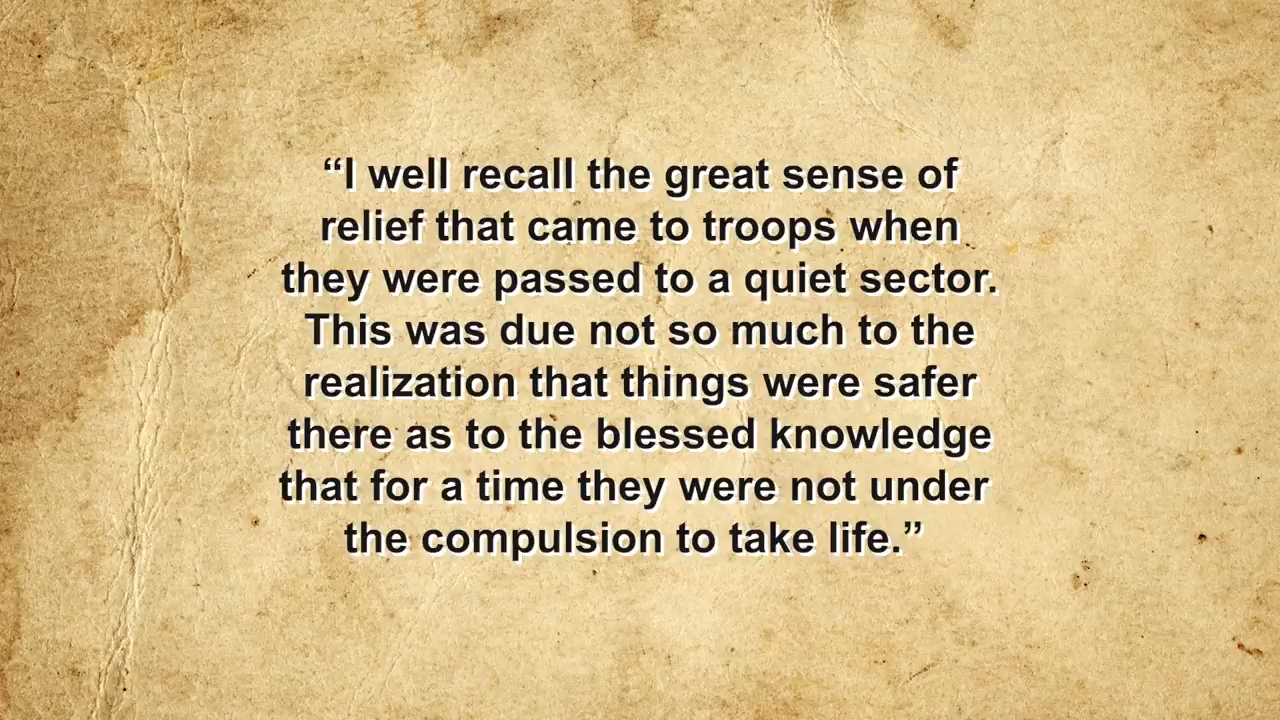 “I well recall the great sense of
relief that came to troops when
they were passed to a quiet sector.
This was due not so much to the
realization that things were safer
there as to the blessed knowledge
that for a time they were not under
the compulsion to take life.”